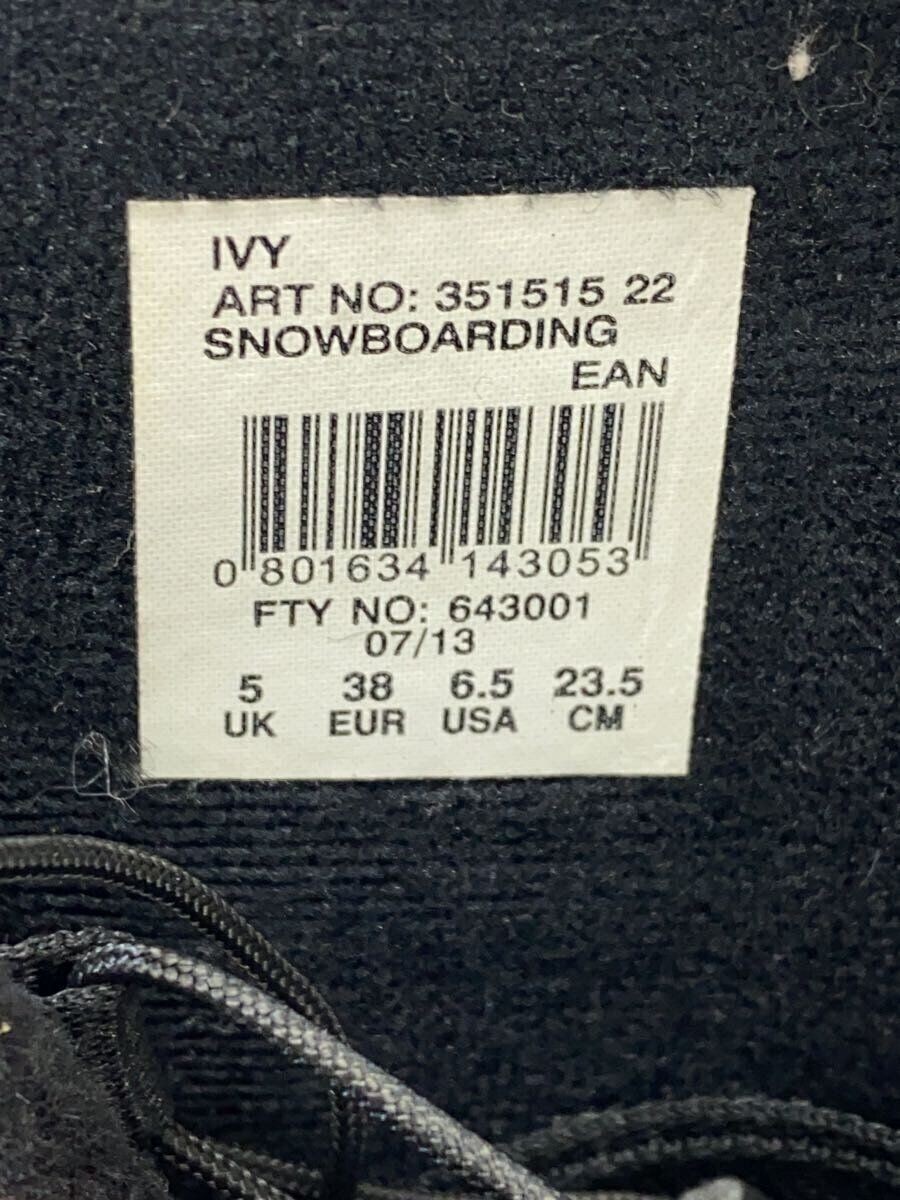 IVY
ART NO: 351515 22
SNOWBOARDING
EAN
0 801634 143053
FTY NO: 643001
07/13
5 38 6.5 23.5
UK EUR USA CM